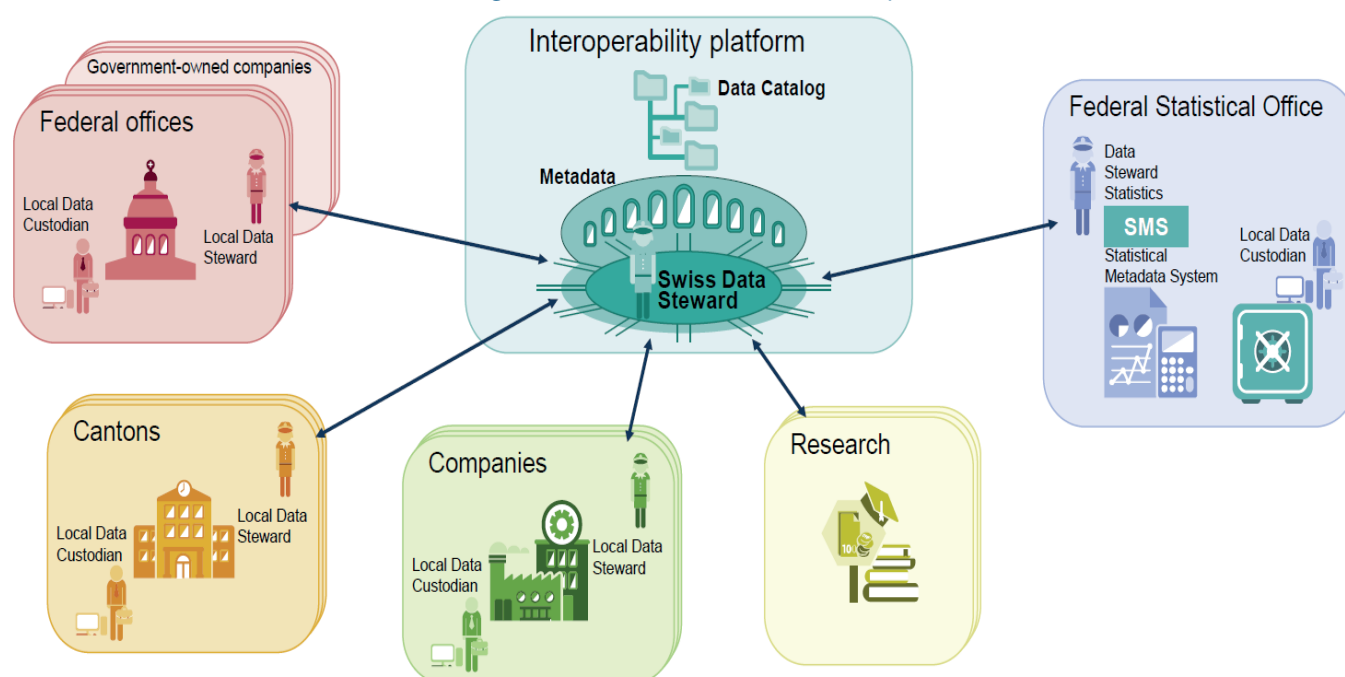 Government-owned companies
Federal offices
Local Data
Custodian
Local Data
Steward
Interoperability platform
Data Catalog
Metadata
Swiss Data
Steward
Federal Statistical Office
Data
Steward
Statistics
SMS
Statistical
Metadata System
Local Data
Custodian
Cantons
Local Data
Custodian
Local Data
Steward
Companies
Local Data
Custodian
Local Data
Steward
Research